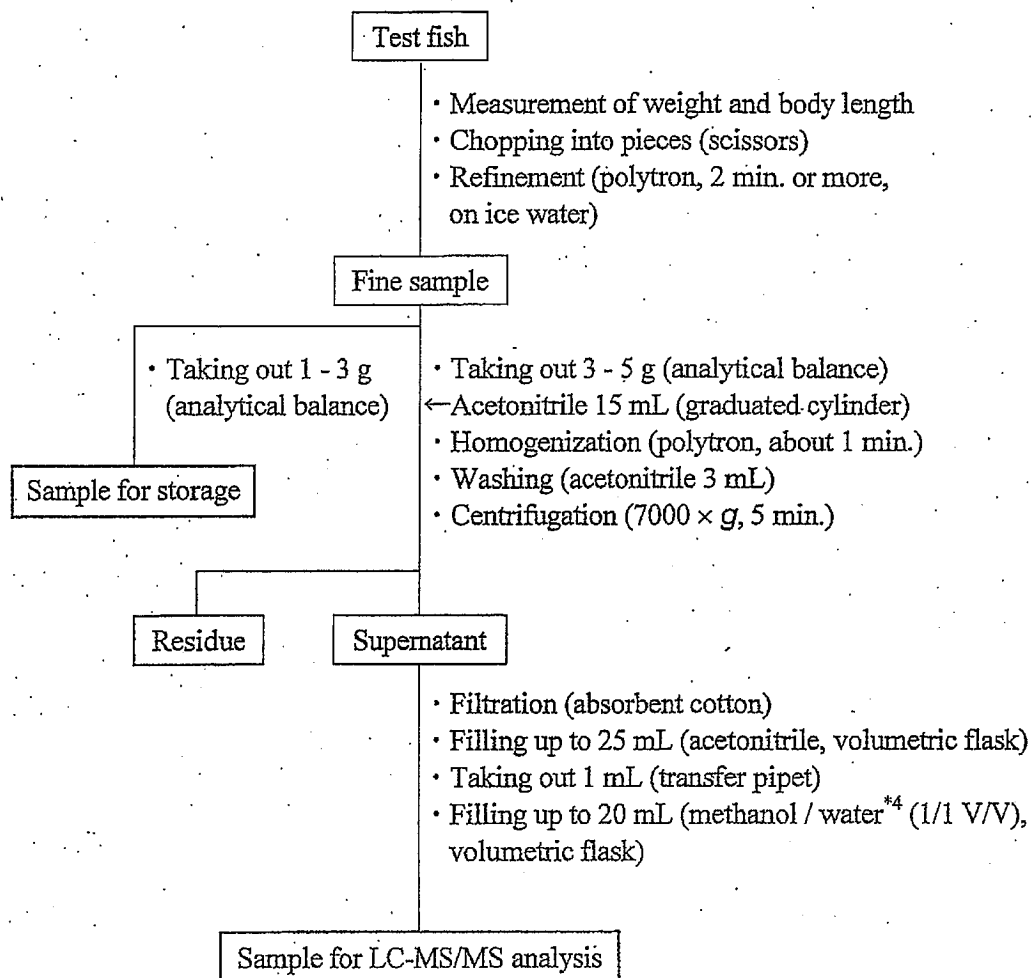 Test fish
・Measurement of weight and body length
・Chopping into pieces (scissors)
・Refinement (polytron, 2 min. or more,
on ice water)
Fine sample
・Taking out 1 - 3 g
(analytical balance)
・Taking out 3 - 5 g (analytical balance)
←Acetonitrile 15 mL (graduated cylinder)
・Homogenization (polytron, about 1 min.)
・Washing (acetonitrile 3 mL)
・Centrifugation (7000 × g, 5 min.)
Sample for storage
Residue
Supernatant
・Filtration (absorbent cotton)
・Filling up to 25 mL (acetonitrile, volumetric flask)
・Taking out 1 mL (transfer pipet)
・Filling up to 20 mL (methanol / water*4 (1/1 V/V),
volumetric flask)
Sample for LC-MS/MS analysis